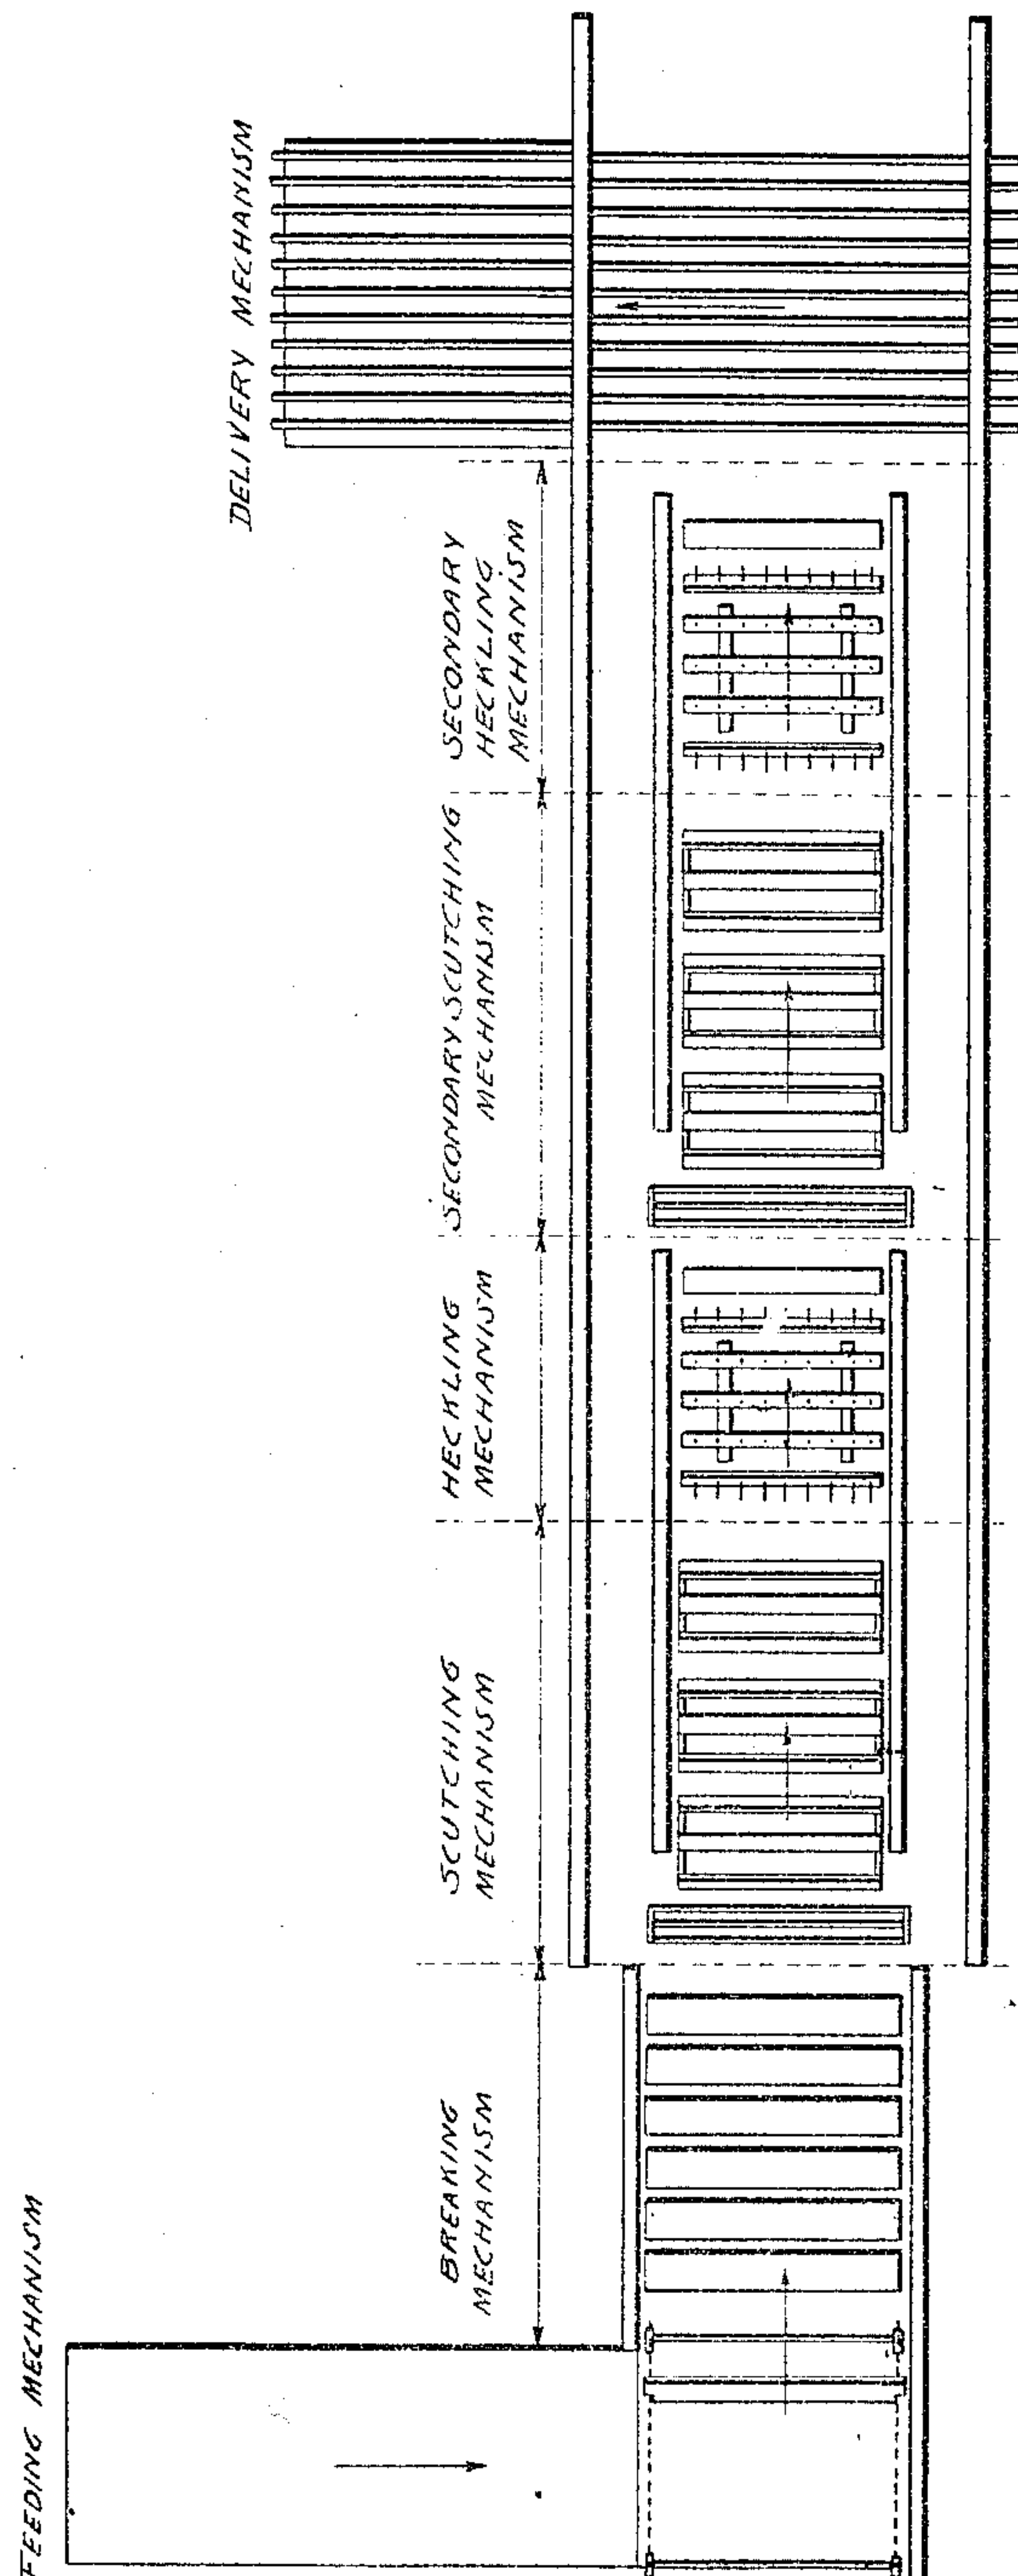 FEEDING MECHANISM
BREAKING
MECHANISM
SCUTCHING
MECHANISM
HECKLING
MECHANISM
SECONDARY SCUTCHING
MECHANISM
SECONDARY
HECKLING
MECHANISM
DELIVERY MECHANISM